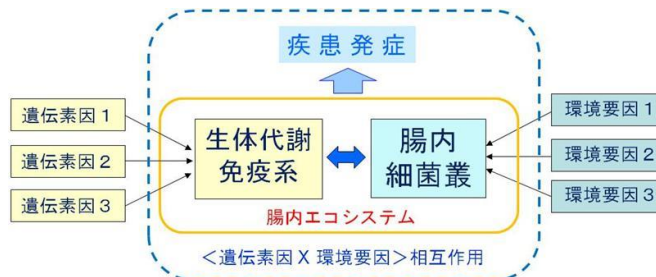 疾患発症
遺伝素因1
遺伝素因2
遺伝素因3
生体代謝
免疫系
腸内
細菌叢
環境要因1
環境要因2
環境要因3
腸内エコシステム
<遺伝素因 X 環境要因>相互作用